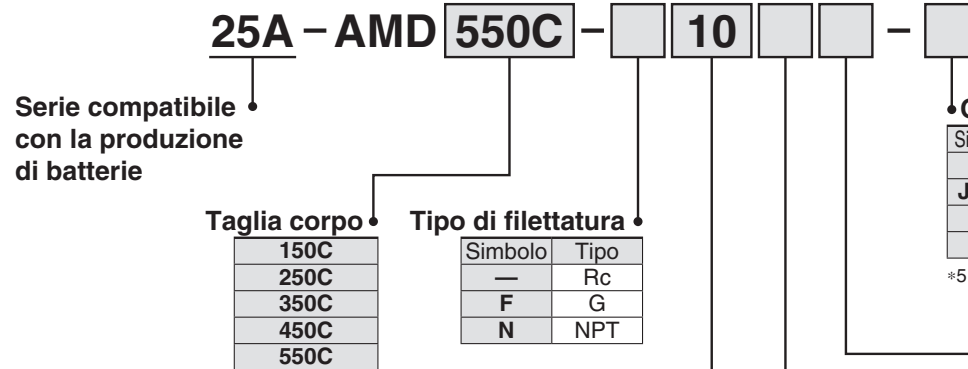 25A – AMD 550C – 10 –
Serie compatibile
con la produzione
di batterie
Taglia corpo
150C
250C
350C
450C
550C
Tipo di filettatura
Simbolo Tipo
— Rc
F G
N NPT
J
*5